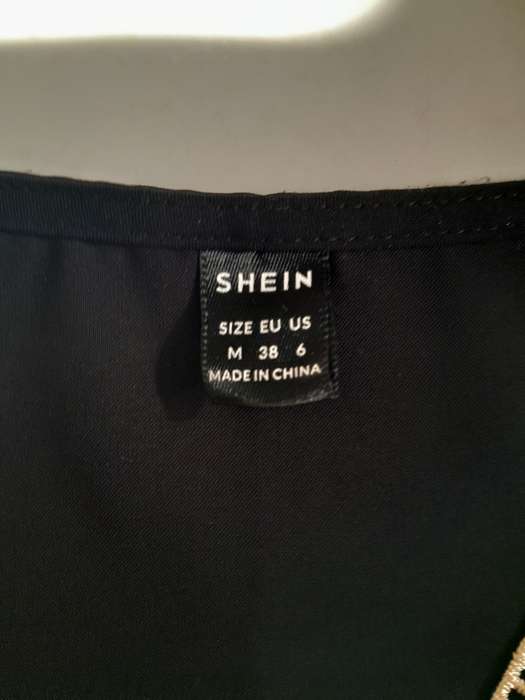 SHEIN
SIZE EU US
M 38 6
MADE IN CHINA